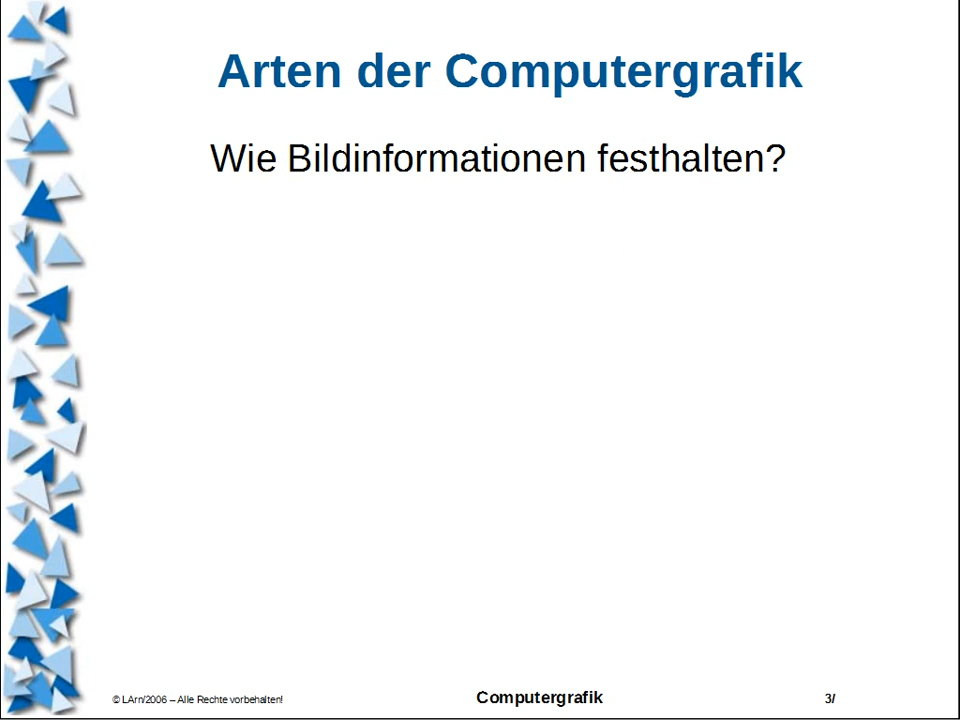 Arten der Computergrafik
Wie Bildinformationen festhalten?
© LArn/2006 – Alle Rechte vorbehalten!
Computergrafik
3/